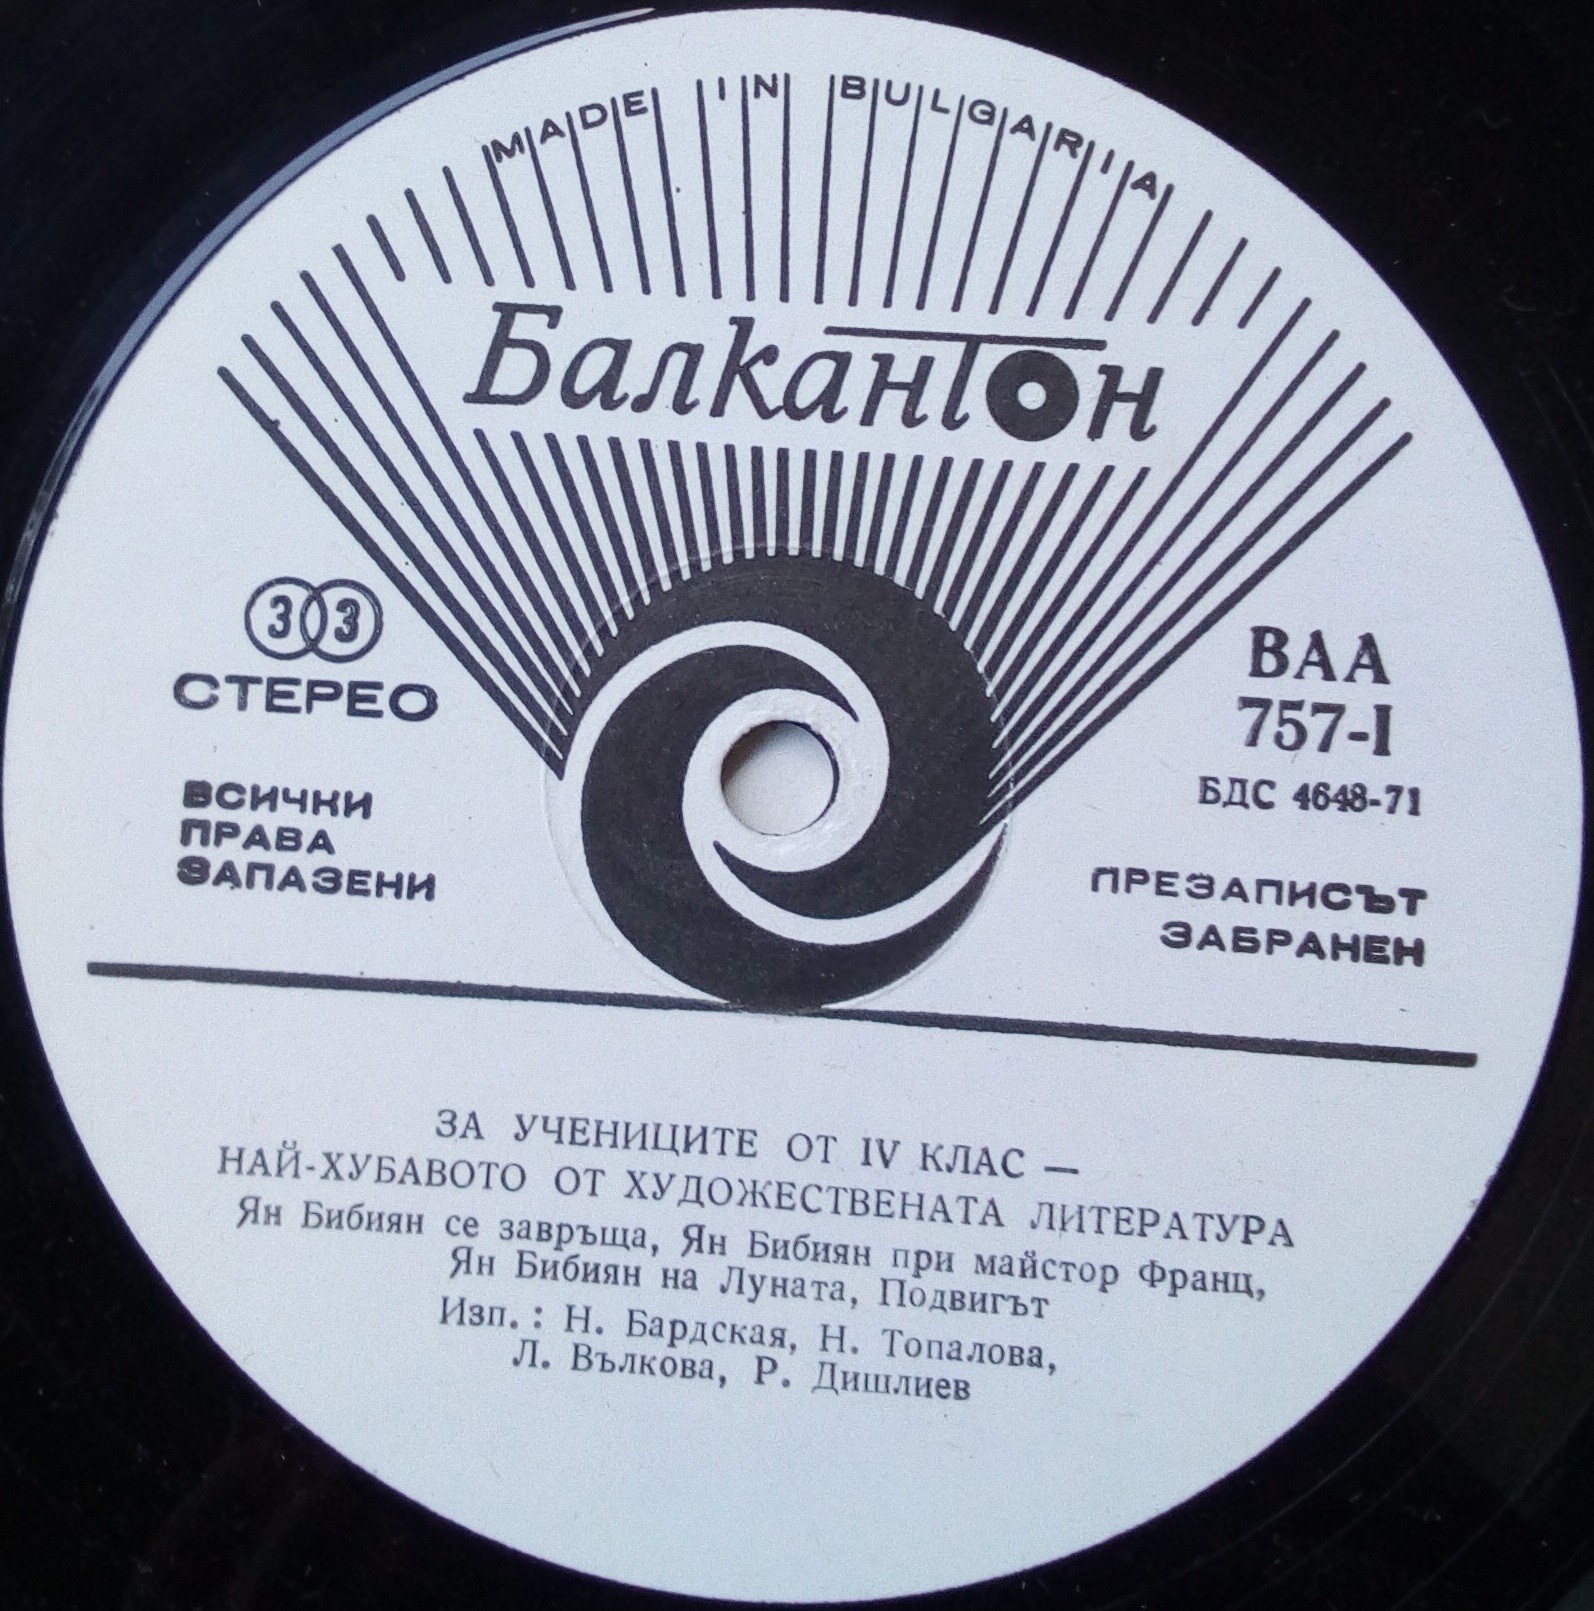 MADE IN BULGARIA
Балкантон
33
СТЕРЕО
ВСИЧКИ
ПРАВА
ЗАПАЗЕНИ
ВАА
757-I
БДС 4648-71
ПРЕЗАПИСЪТ
ЗАБРАНЕН
ЗА УЧЕНИЦИТЕ ОТ IV КЛАС —
НАЙ-ХУБАВОТО ОТ ХУДОЖЕСТВЕНАТА ЛИТЕРАТУРА
Ян Бибиян се завръща, Ян Бибиян при майстор Франц,
Ян Бибиян на Луната, Подвигът
Изп. : Н. Бардская, Н. Топалова,
Л. Вълкова, Р. Дишлиев